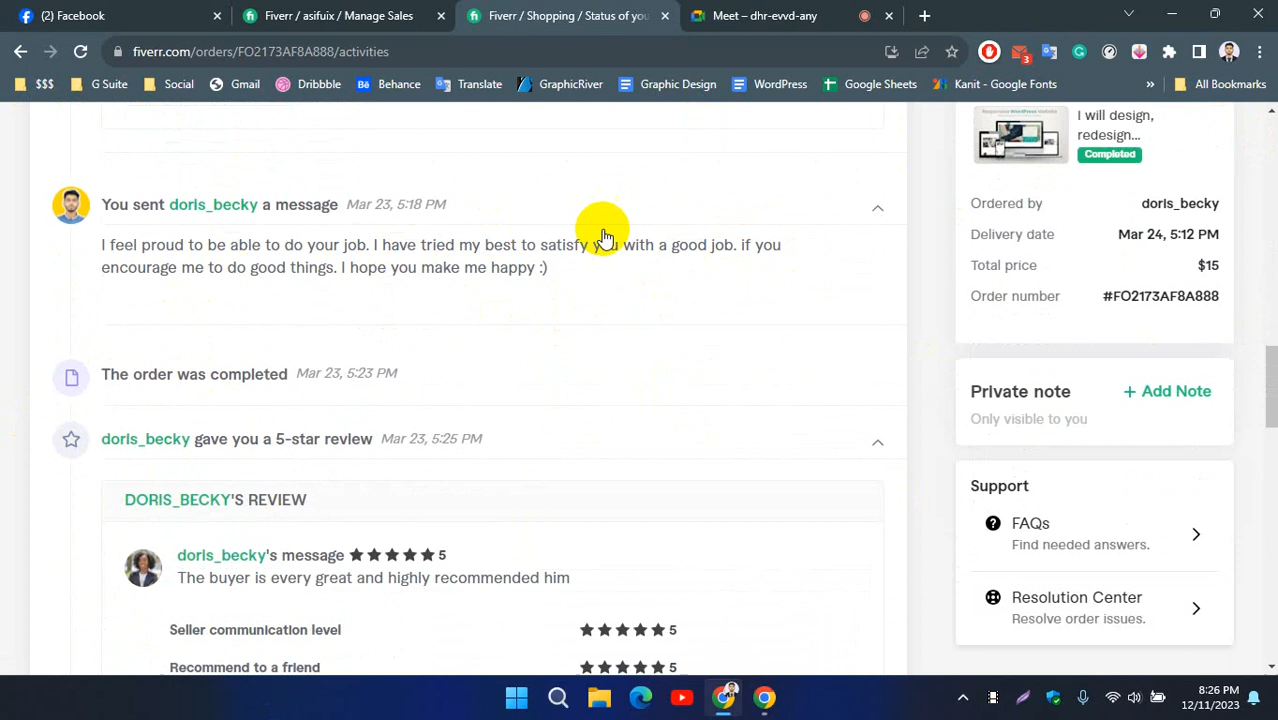 Facebook
Fiverr / asifuix / Manage Sales
Fiverr / Shopping / Status of you
Meet – dhr-evvd-any
fiverr.com/orders/FO2173AF8A888/activities
3
$$$
G Suite
Social
Gmail
Dribbble
Behance
Translate
GraphicRiver
Graphic Design
WordPress
Google Sheets
Kanit - Google Fonts
»
All Bookmarks
I will design,
redesign...
Completed
Ordered by doris_becky
Delivery date Mar 24, 5:12 PM
Total price $15
Order number #FO2173AF8A888
You sent doris_becky a message Mar 23, 5:18 PM
I feel proud to be able to do your job. I have tried my best to satisfy you with a good job. if you
encourage me to do good things. I hope you make me happy :)
The order was completed Mar 23, 5:23 PM
doris_becky gave you a 5-star review Mar 23, 5:25 PM
DORIS_BECKY'S REVIEW
doris_becky's message ★★★★★ 5
The buyer is every great and highly recommended him
Seller communication level ★★★★★ 5
Recommend to a friend ★★★★★ 5
Private note + Add Note
Only visible to you
Support
FAQs
Find needed answers.
Resolution Center
Resolve order issues.
8:26 PM
12/11/2023